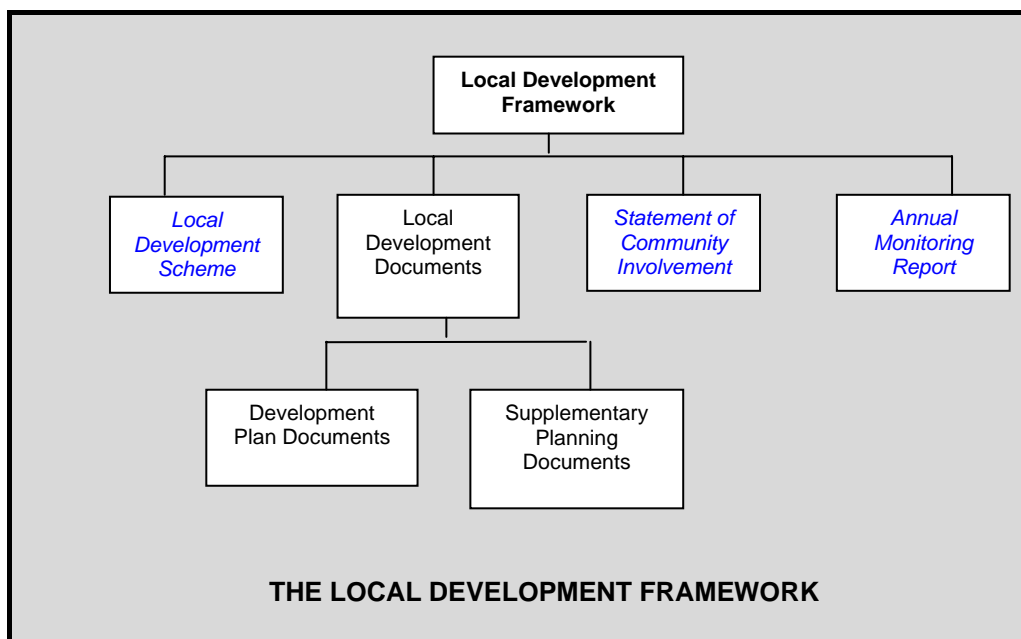 Local Development
Framework
Local
Development
Scheme
Local
Development
Documents
Statement of
Community
Involvement
Annual
Monitoring
Report
Development
Plan Documents
Supplementary
Planning
Documents
THE LOCAL DEVELOPMENT FRAMEWORK